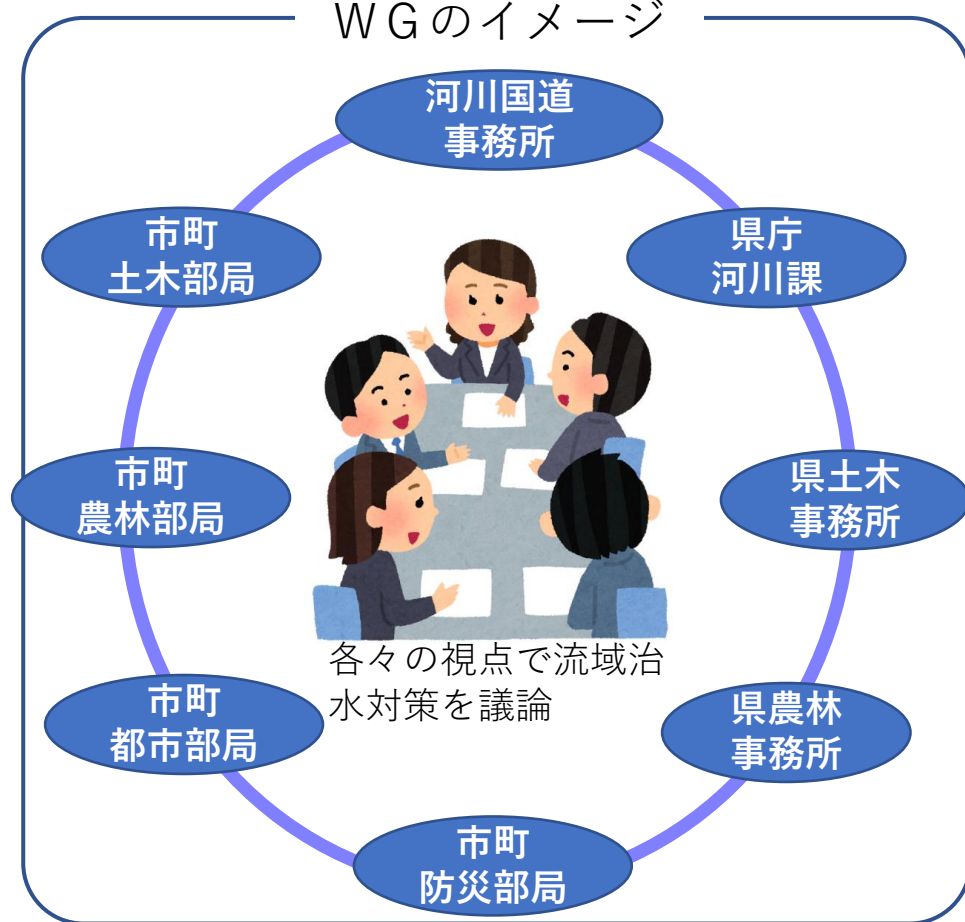 WGのイメージ
河川国道
事務所
市町
土木部局
県庁
河川課
市町
農林部局
県土木
事務所
各々の視点で流域治
水対策を議論
市町
都市部局
県農林
事務所
市町
防災部局